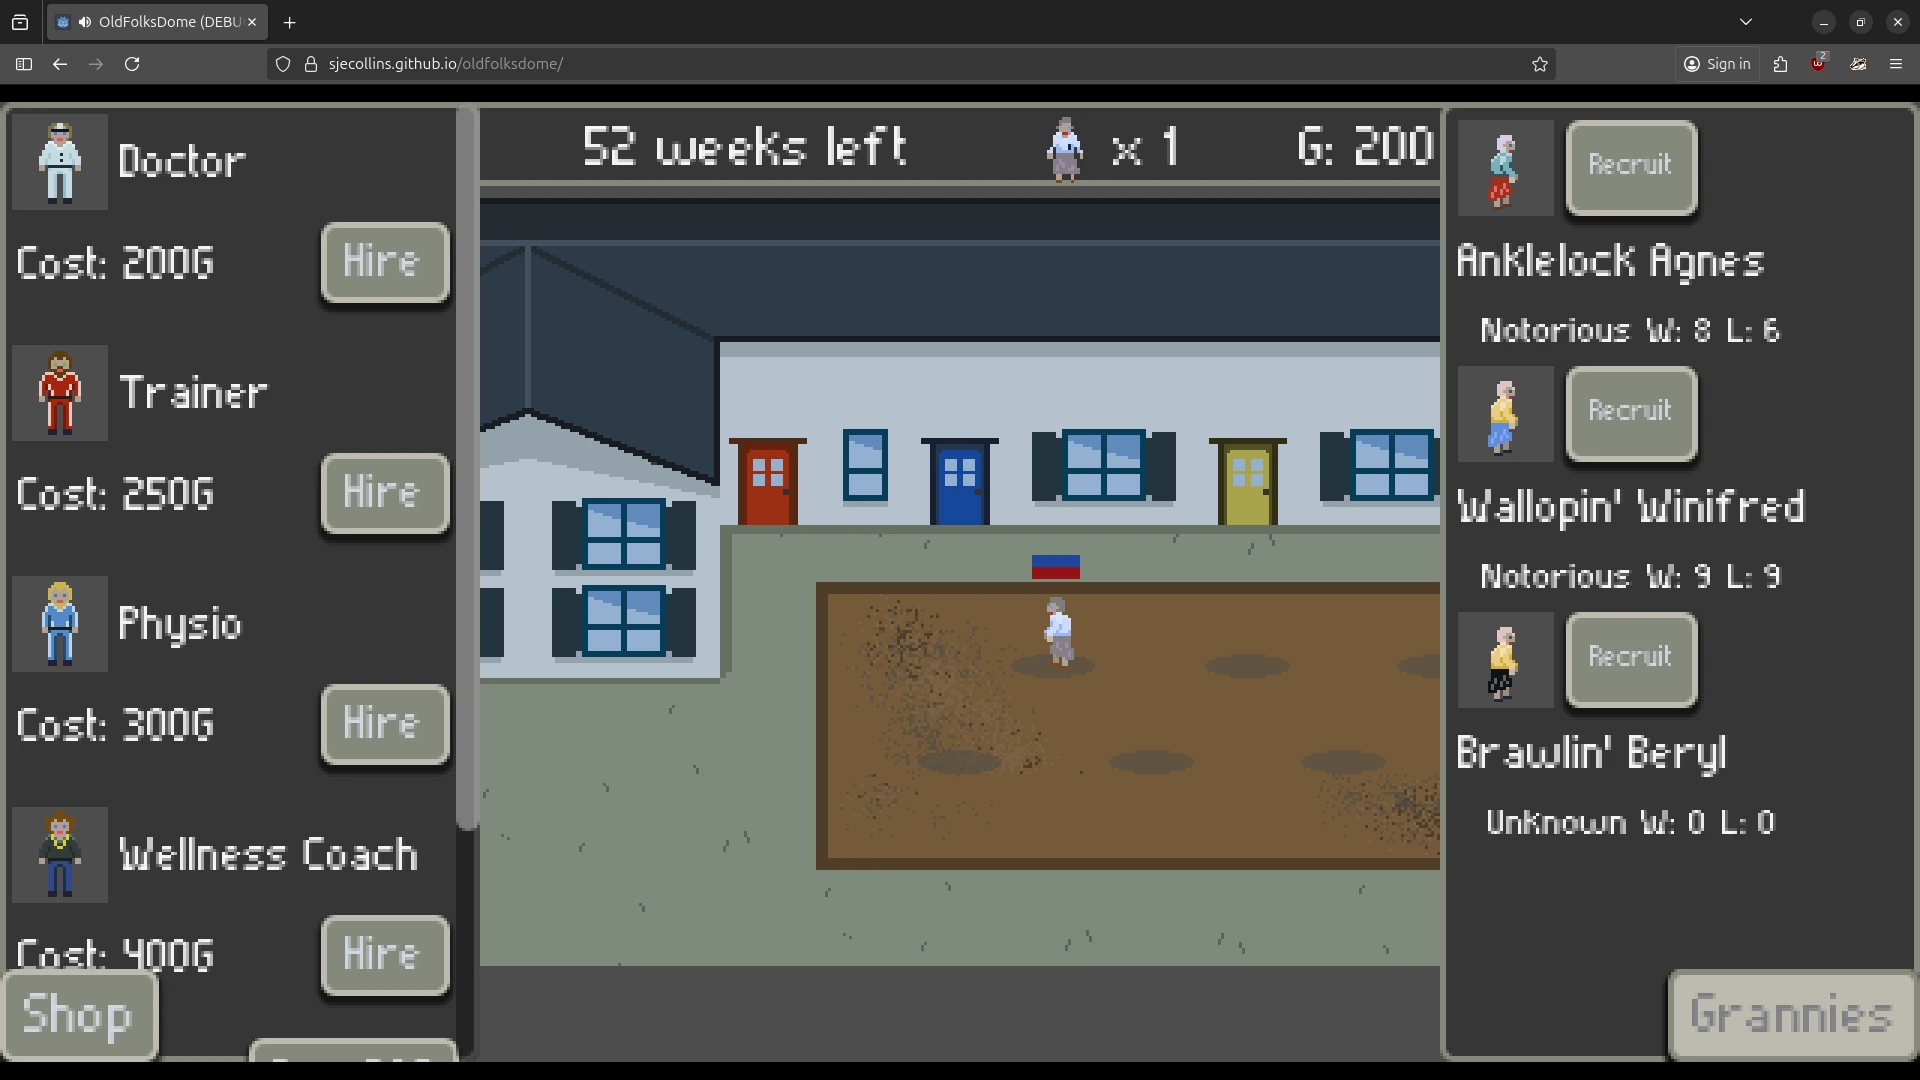 OldFolksDome (DEBU
sjecollins.github.io/oldfolksdome/
Sign in
2
Doctor
Cost: 200G
Hire
Trainer
Cost: 250G
Hire
Physio
Cost: 300G
Hire
Wellness Coach
Cost: 400G
Hire
Shop
52 weeks left
x 1
G: 200
Recruit
Anklelock Agnes
Notorious W: 8 L: 6
Recruit
Wallopin' Winifred
Notorious W: 9 L: 9
Recruit
Brawlin' Beryl
Unknown W: 0 L: 0
Grannies